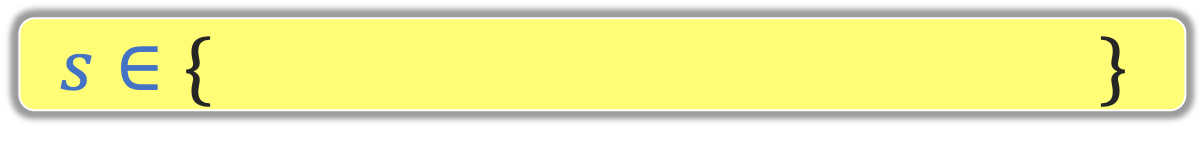 s ∈ { }